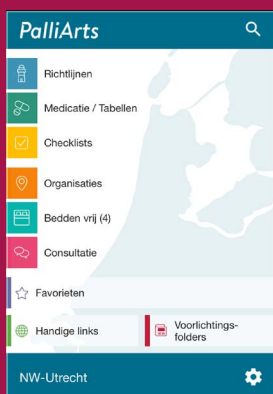 PalliArts
Richtlijnen
Medicatie / Tabellen
Checklists
Organisaties
Bedden vrij (4)
Consultatie
Favorieten
Handige links
Voorlichtings-
folders
NW-Utrecht